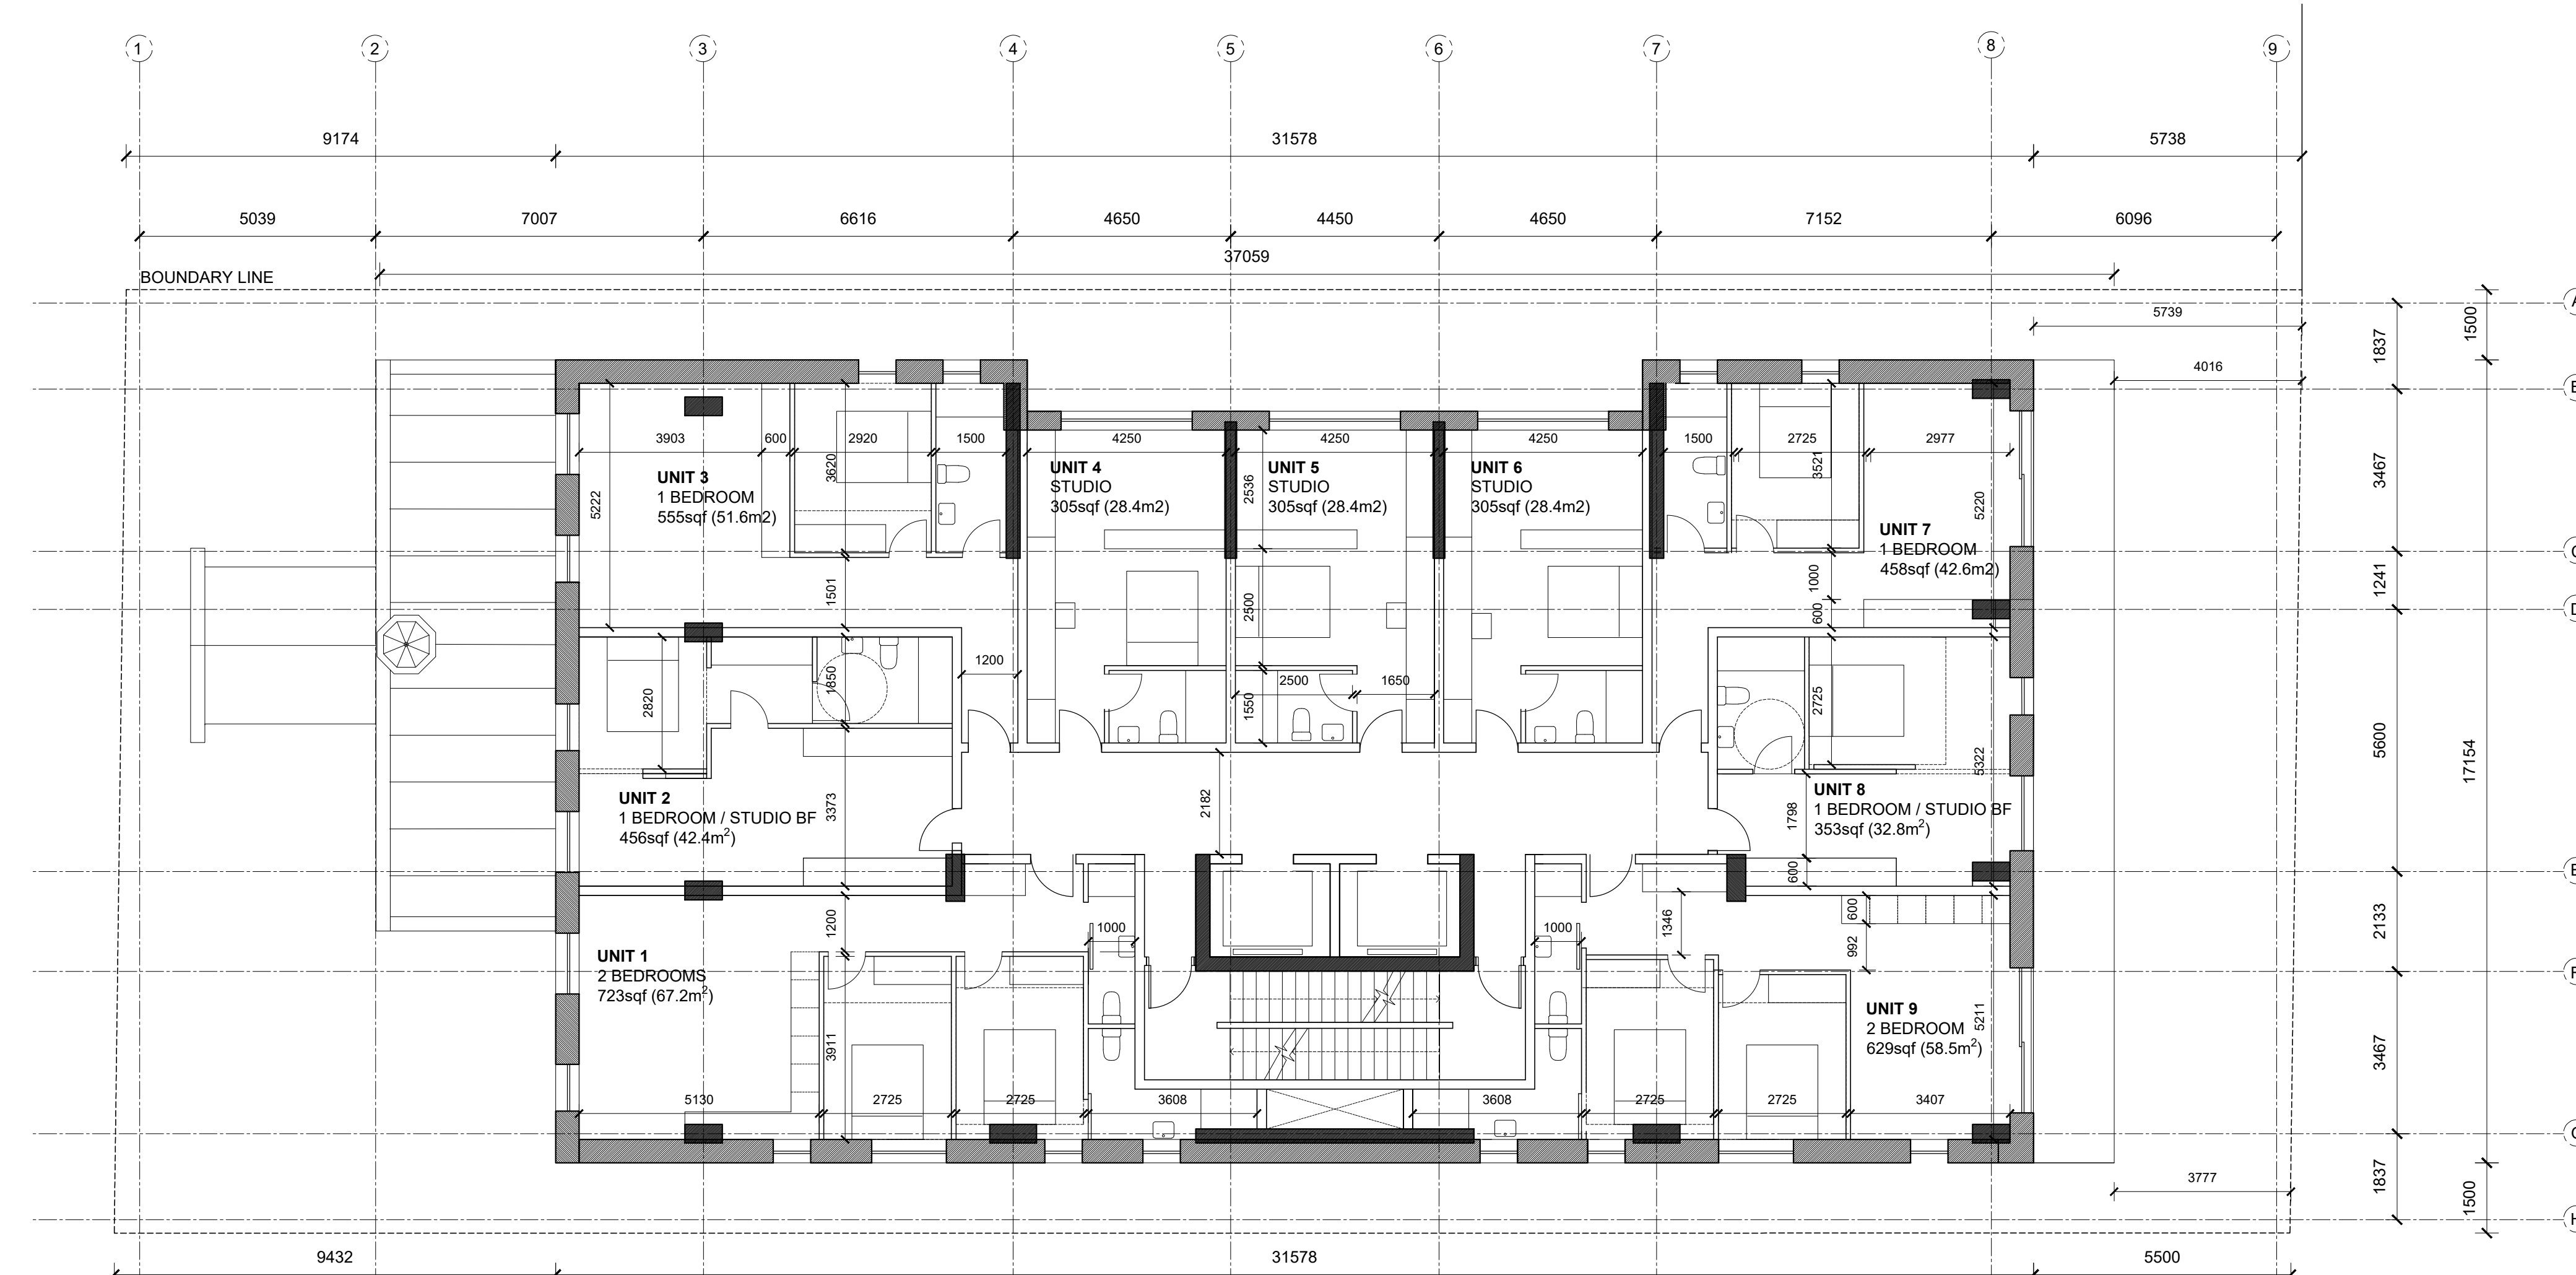 1 2 3 4 5 6 7 8 9
9174 31578 5738
5039 7007 6616 4650 4450 4650 7152 6096
37059
BOUNDARY LINE
A
5739
1500
1837
4016
B
3903 600 2920 1500 4250 4250 4250 1500 2725 2977
3620
3521
3467
UNIT 3
1 BEDROOM
555sqf (51.6m2)
5222
UNIT 4
STUDIO
305sqf (28.4m2)
UNIT 5
STUDIO
305sqf (28.4m2)
2536
UNIT 6
STUDIO
305sqf (28.4m2)
UNIT 7
1 BEDROOM
458sqf (42.6m2)
5220
C
1501
2500
1000
600
1241
D
1200
2820
1850
2500 1650
1550
2725
5322
5600
17154
UNIT 2
1 BEDROOM / STUDIO BF
456sqf (42.4m2)
3373
2182
UNIT 8
1 BEDROOM / STUDIO BF
353sqf (32.8m2)
1798
600
E
1200
1000
1000
1346
600
992
2133
F
UNIT 1
2 BEDROOMS
723sqf (67.2m2)
3911
UNIT 9
2 BEDROOM
629sqf (58.5m2)
5211
3467
5130 2725 2725 3608 3608 2725 2725 3407
G
3777
1837
1500
H
9432 31578 5500